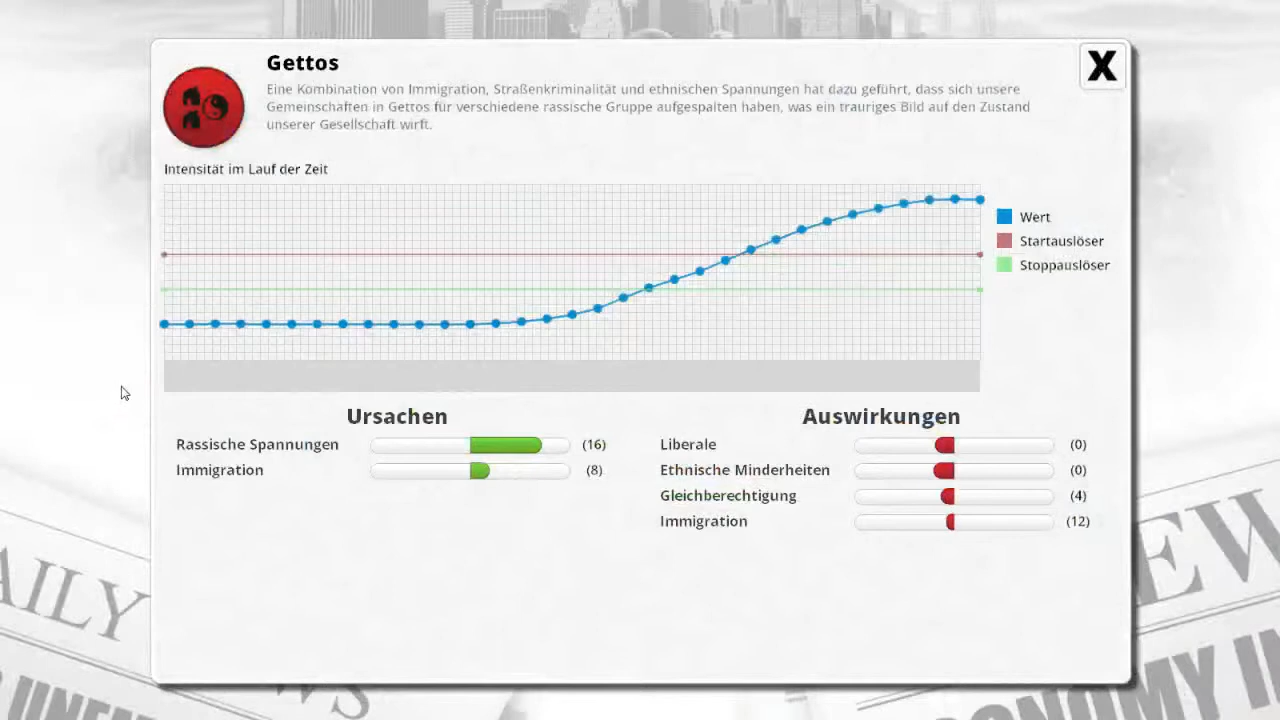 Gettos
X
Eine Kombination von Immigration, Straßenkriminalität und ethnischen Spannungen hat dazu geführt, dass sich unsere
Gemeinschaften in Gettos für verschiedene rassische Gruppe aufgespalten haben, was ein trauriges Bild auf den Zustand
unserer Gesellschaft wirft.
Intensität im Lauf der Zeit
Wert
Startauslöser
Stoppauslöser
Ursachen
Rassische Spannungen (16)
Immigration (8)
Auswirkungen
Liberale (0)
Ethnische Minderheiten (0)
Gleichberechtigung (4)
Immigration (12)